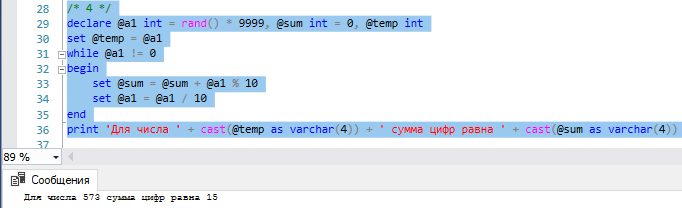 28 /* 4 */
29 declare @a1 int = rand() * 9999, @sum int = 0, @temp int
30 set @temp = @a1
31 while @a1 != 0
32 begin
33 set @sum = @sum + @a1 % 10
34 set @a1 = @a1 / 10
35 end
36 print 'Для числа ' + cast(@temp as varchar(4)) + ' сумма цифр равна ' + cast(@sum as varchar(4))
37
89 %
Сообщения
Для числа 573 сумма цифр равна 15